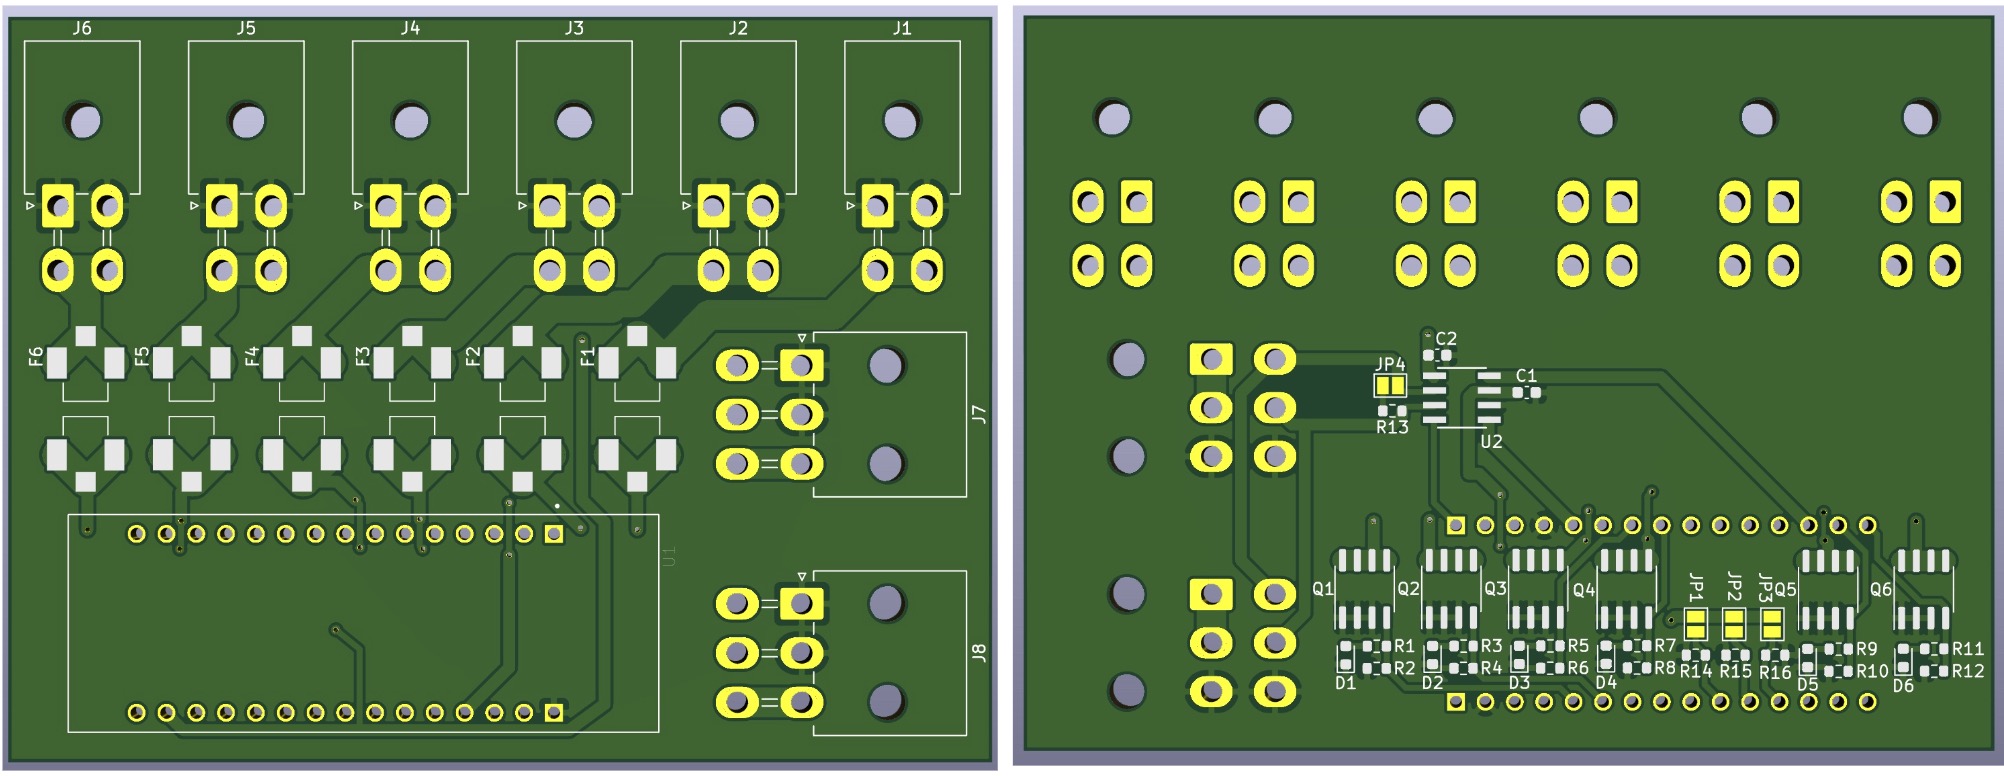 J6 J5 J4 J3 J2 J1
F6 F5 F4 F3 F2 F1
J7
U1
J8
C2
JP4
C1
R13
U2
Q1 Q2 Q3 Q4 JP1 JP2 JP3 Q5 Q6
R1 R3 R5 R7 R9 R11
R2 R4 R6 R8 R14 R15 R16 R10 R12
D1 D2 D3 D4 D5 D6